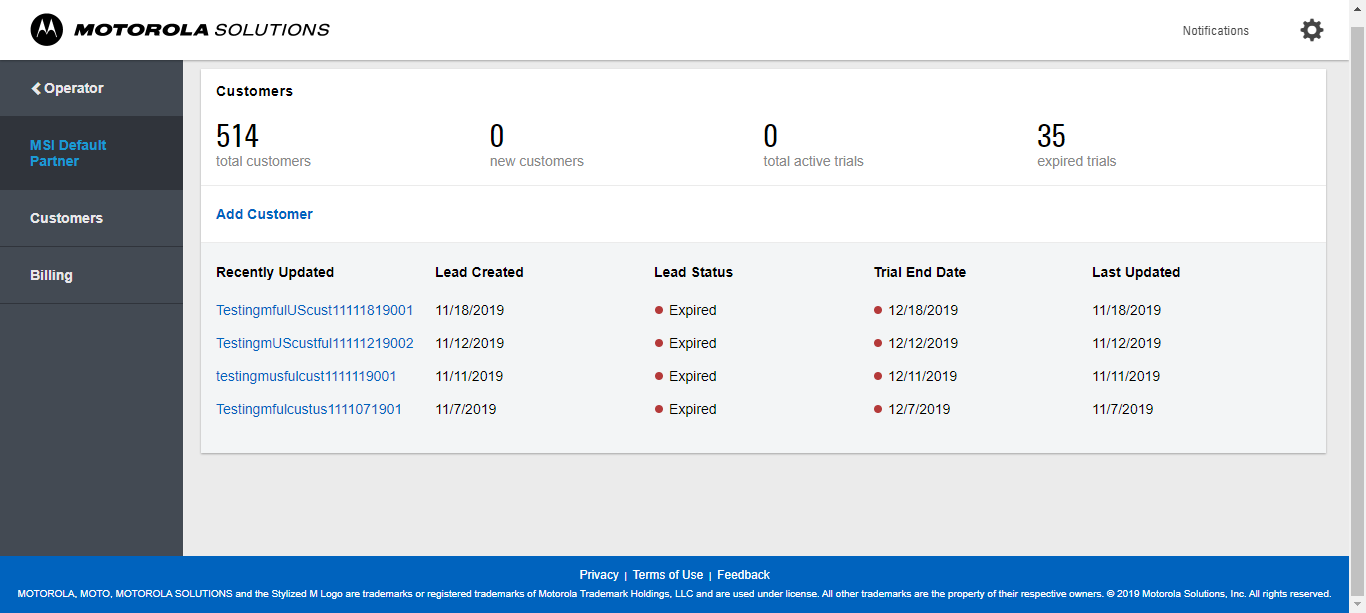 MOTOROLA SOLUTIONS
Notifications
Operator
MSI Default
Partner
Customers
Billing
Customers
514 0 0 35
total customers new customers total active trials expired trials
Add Customer
Recently Updated Lead Created Lead Status Trial End Date Last Updated
TestingmfulUScust11111819001 11/18/2019 Expired 12/18/2019 11/18/2019
TestingmUScustful11111219002 11/12/2019 Expired 12/12/2019 11/12/2019
testingmusfulcust1111119001 11/11/2019 Expired 12/11/2019 11/11/2019
Testingmfulcustus1111071901 11/7/2019 Expired 12/7/2019 11/7/2019
Privacy | Terms of Use | Feedback
MOTOROLA, MOTO, MOTOROLA SOLUTIONS and the Stylized M Logo are trademarks or registered trademarks of Motorola Trademark Holdings, LLC and are used under license. All other trademarks are the property of their respective owners. © 2019 Motorola Solutions, Inc. All rights reserved.